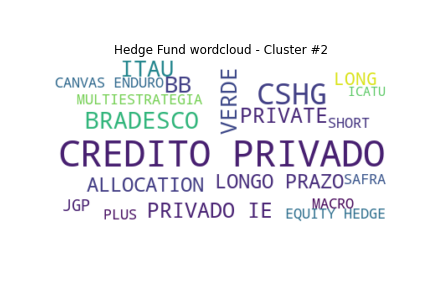 Hedge Fund wordcloud - Cluster #2
ITAU
CANVAS ENDURO
BB
VERDE
LONG
ICATU
MULTIESTRATEGIA
CSHG
BRADESCO
PRIVATE
SHORT
CREDITO PRIVADO
ALLOCATION
LONGO PRAZO
SAFRA
JGP
PLUS
PRIVADO IE
MACRO
EQUITY HEDGE